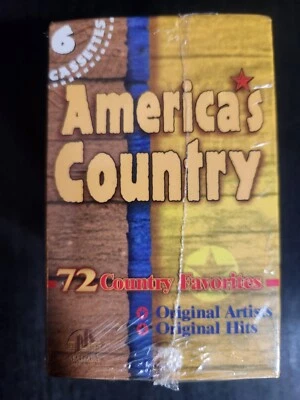 6
CASSETTES
America's
Country
72 Country Favorites
Original Artists
Original Hits